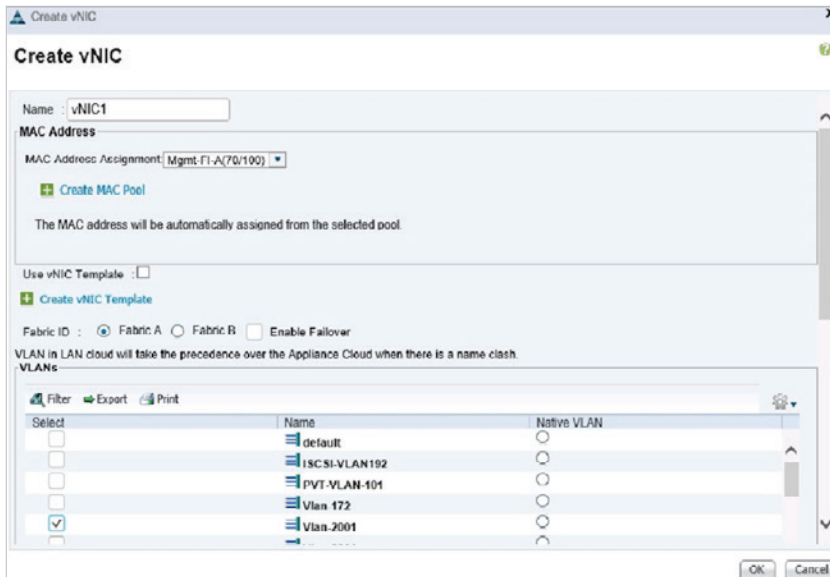 Create vNIC
Create vNIC
Name : vNIC1
MAC Address
MAC Address Assignment: Mgmt-FI-A(70/100)
Create MAC Pool
The MAC address will be automatically assigned from the selected pool.
Use vNIC Template :
Create vNIC Template
Fabric ID : Fabric A Fabric B Enable Failover
VLAN in LAN cloud will take the precedence over the Appliance Cloud when there is a name clash.
VLANs
Filter Export Print
Select Name Native VLAN
default
ISCSI-VLAN192
PVT-VLAN-101
Vlan-172
Vlan-2001
OK Cancel